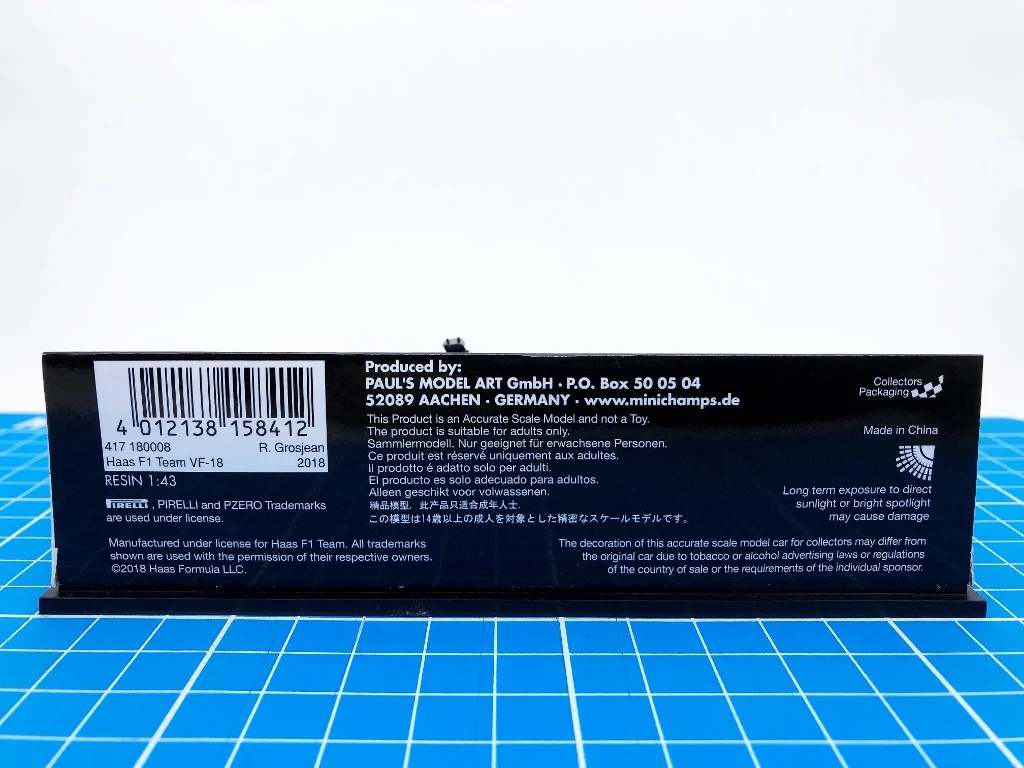 4 012138 158412
417 180008 R. Grosjean
Haas F1 Team VF-18 2018
RESIN 1:43
PIRELLI, PIRELLI and PZERO Trademarks
are used under license.
Manufactured under license for Haas F1 Team. All trademarks
shown are used with the permission of their respective owners.
©2018 Haas Formula LLC.
Produced by:
PAUL'S MODEL ART GmbH · P.O. Box 50 05 04
52089 AACHEN · GERMANY · www.minichamps.de
This Product is an Accurate Scale Model and not a Toy.
The product is suitable for adults only.
Sammlermodell. Nur geeignet für erwachsene Personen.
Ce produit est réservé uniquement aux adultes.
Il prodotto é adatto solo per adulti.
El producto es solo adecuado para adultos.
Alleen geschikt voor volwassenen.
精品模型, 此产品只适合成年人士.
この模型は14歳以上の成人を対象とした精密なスケールモデルです。
Collectors
Packaging
Made in China
Long term exposure to direct
sunlight or bright spotlight
may cause damage
The decoration of this accurate scale model car for collectors may differ from
the original car due to tobacco or alcohol advertising laws or regulations
of the country of sale or the requirements of the individual sponsor.